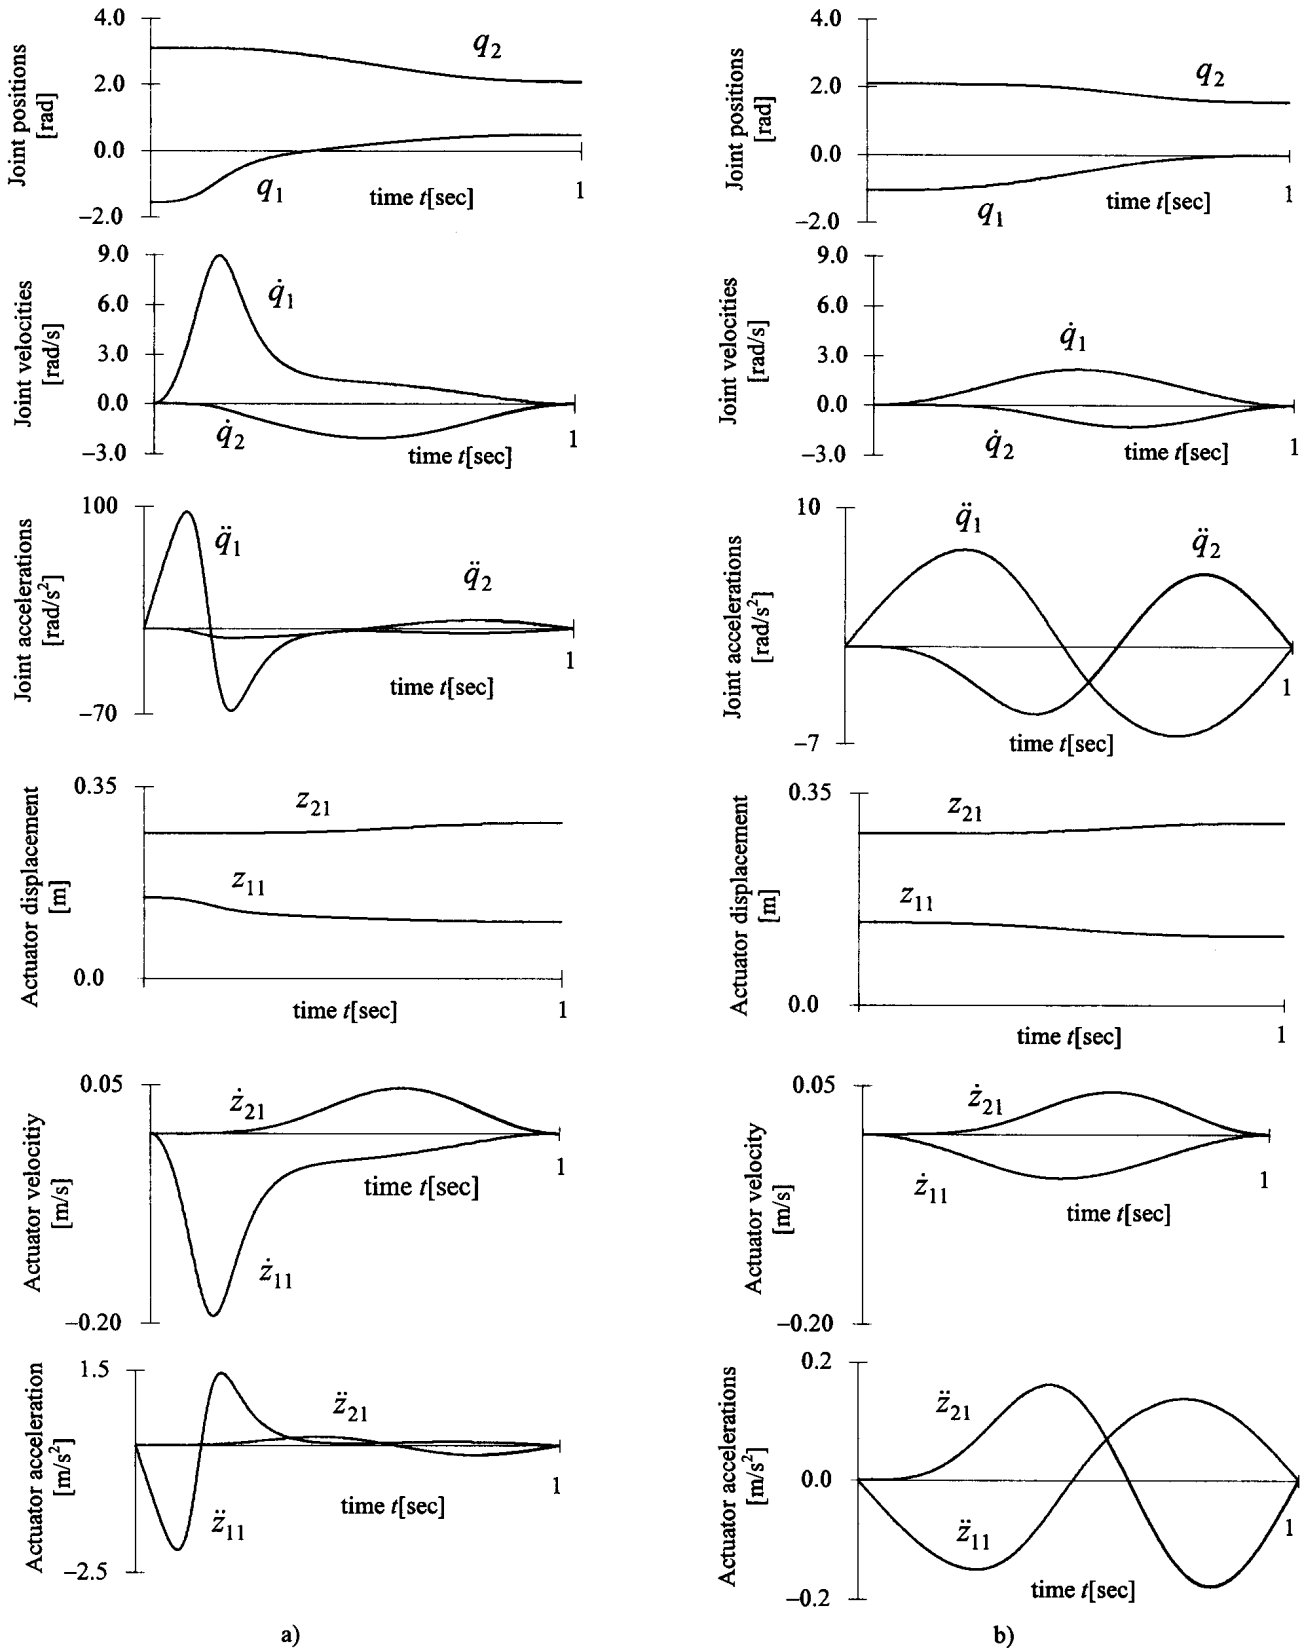 4.0
2.0
0.0
−2.0
Joint positions
[rad]
q2
q1
time t[sec]
1
9.0
6.0
3.0
0.0
−3.0
Joint velocities
[rad/s]
q̇1
q̇2
time t[sec]
1
100
−70
Joint accelerations
[rad/s²]
q̈1
q̈2
time t[sec]
1
0.35
0.0
Actuator displacement
[m]
z21
z11
time t[sec]
1
0.05
−0.20
Actuator velocitiy
[m/s]
ż21
ż11
time t[sec]
1
1.5
−2.5
Actuator acceleration
[m/s²]
z̈21
z̈11
time t[sec]
1
a)
4.0
2.0
0.0
−2.0
Joint positions
[rad]
q2
q1
time t[sec]
1
9.0
6.0
3.0
0.0
−3.0
Joint velocities
[rad/s]
q̇1
q̇2
time t[sec]
1
10
−7
Joint accelerations
[rad/s²]
q̈1
q̈2
time t[sec]
1
0.35
0.0
Actuator displacement
[m]
z21
z11
time t[sec]
1
0.05
−0.20
Actuator velocity
[m/s]
ż21
ż11
time t[sec]
1
0.2
0.0
−0.2
Actuator accelerations
[m/s²]
z̈21
z̈11
time t[sec]
1
b)